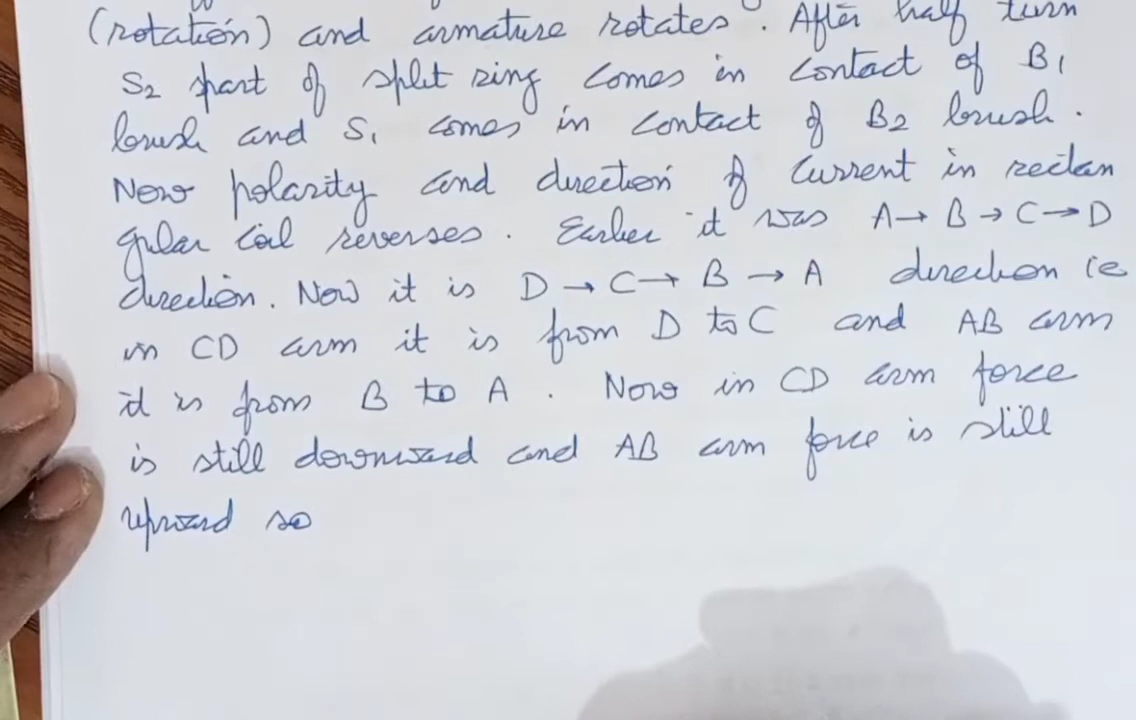 (rotation) and armature rotates. After half turn
S2 part of split ring comes in contact of B1
brush and S1 comes in contact of B2 brush.
Now polarity and direction of current in rectan
gular coil reverses. Earlier it was A→ B → C → D
direction. Now it is D → C → B → A direction ie
in CD arm it is from D to C and AB arm
it is from B to A. Now in CD arm force
is still downward and AB arm force is still
upward so